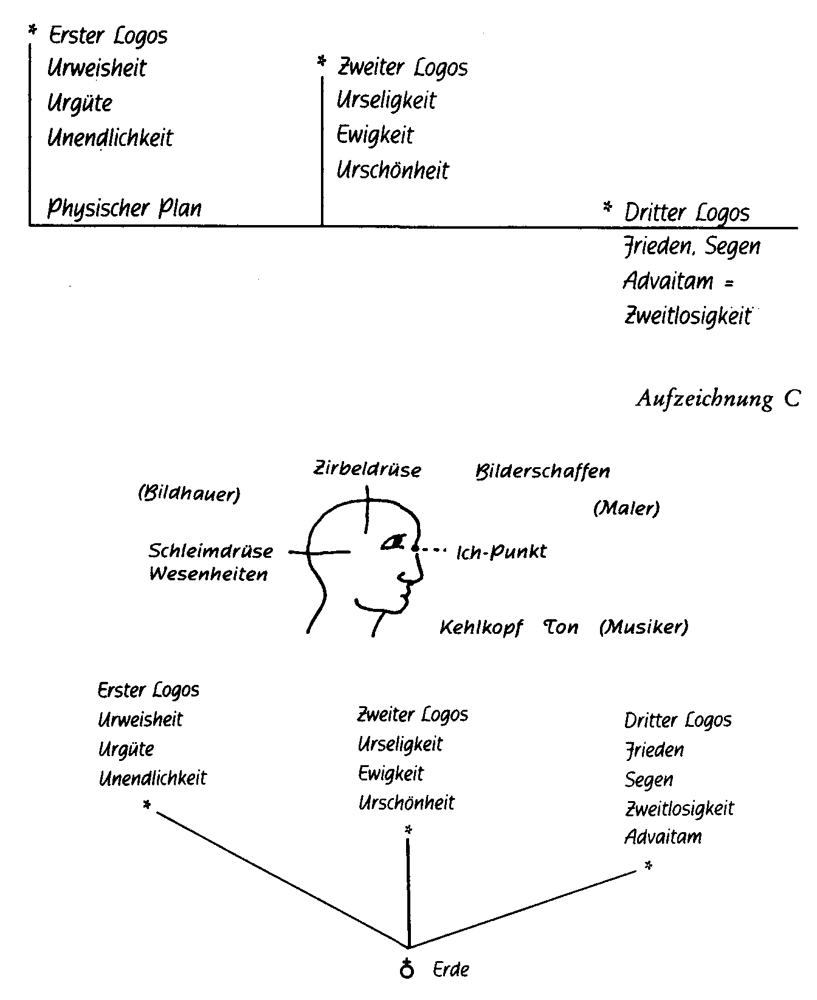 * Erster Logos
Urweisheit
Urgüte
Unendlichkeit
Physischer Plan
* Zweiter Logos
Urseligkeit
Ewigkeit
Urschönheit
* Dritter Logos
Frieden, Segen
Advaitam =
Zweitlosigkeit
Aufzeichnung C
Zirbeldrüse
Bilderschaffen
(Bildhauer)
(Maler)
Schleimdrüse
Wesenheiten
Ich-Punkt
Kehlkopf Ton (Musiker)
Erster Logos
Urweisheit
Urgüte
Unendlichkeit
*
Zweiter Logos
Urseligkeit
Ewigkeit
Urschönheit
*
Dritter Logos
Frieden
Segen
Zweitlosigkeit
Advaitam
*
♁ Erde